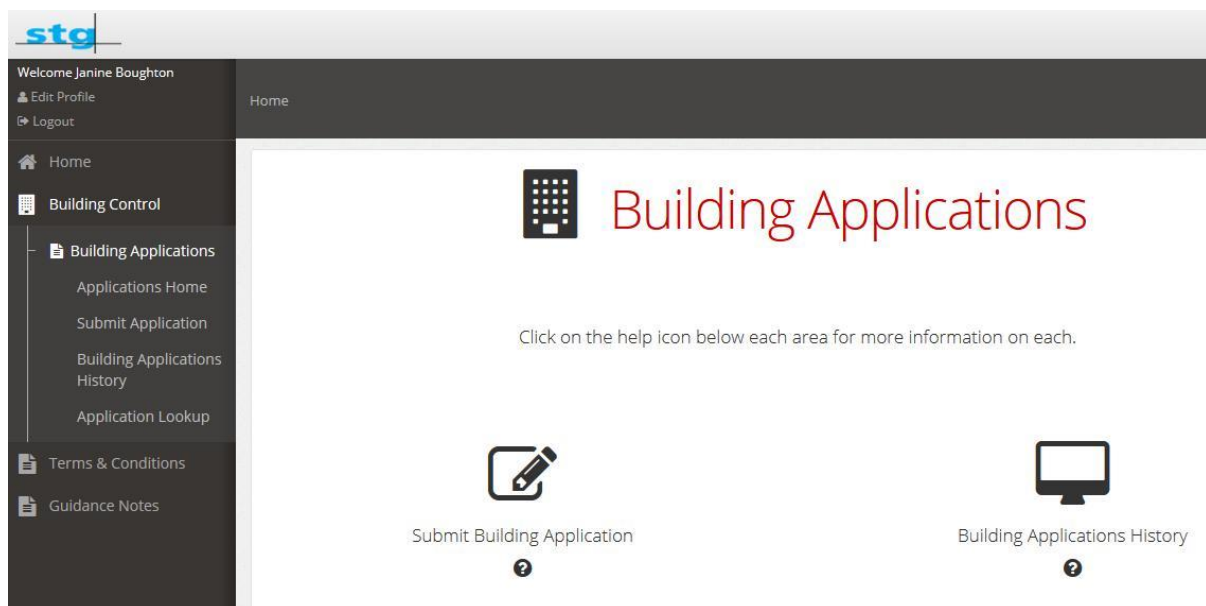 stg
Welcome Janine Boughton
Edit Profile
Logout
Home
Home
Building Control
Building Applications
Applications Home
Submit Application
Building Applications
History
Application Lookup
Terms & Conditions
Guidance Notes
Building Applications
Click on the help icon below each area for more information on each.
Submit Building Application
Building Applications History